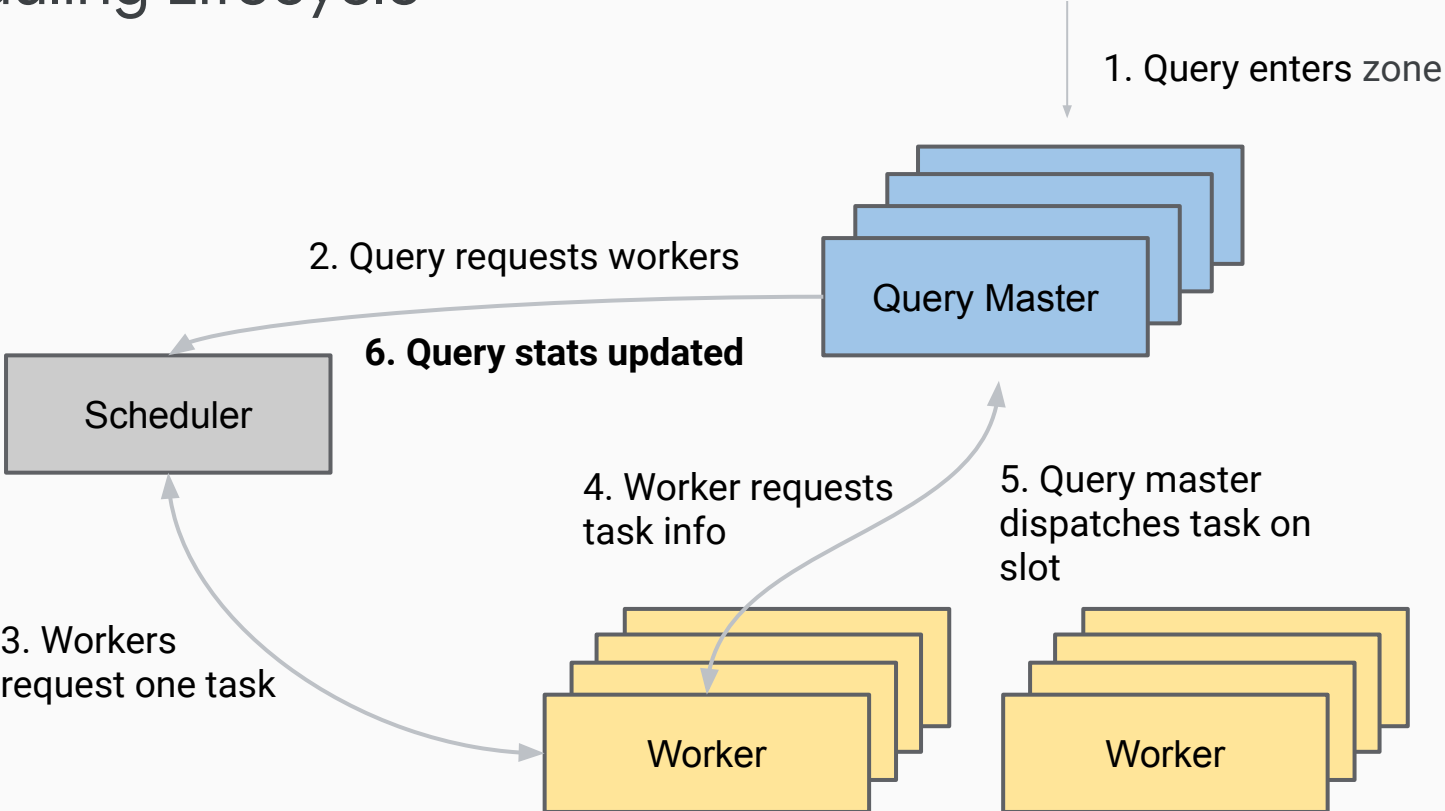 Lifecycle
1. Query enters zone
2. Query requests workers
Query Master
6. Query stats updated
Scheduler
4. Worker requests
task info
5. Query master
dispatches task on
slot
3. Workers
request one task
Worker
Worker